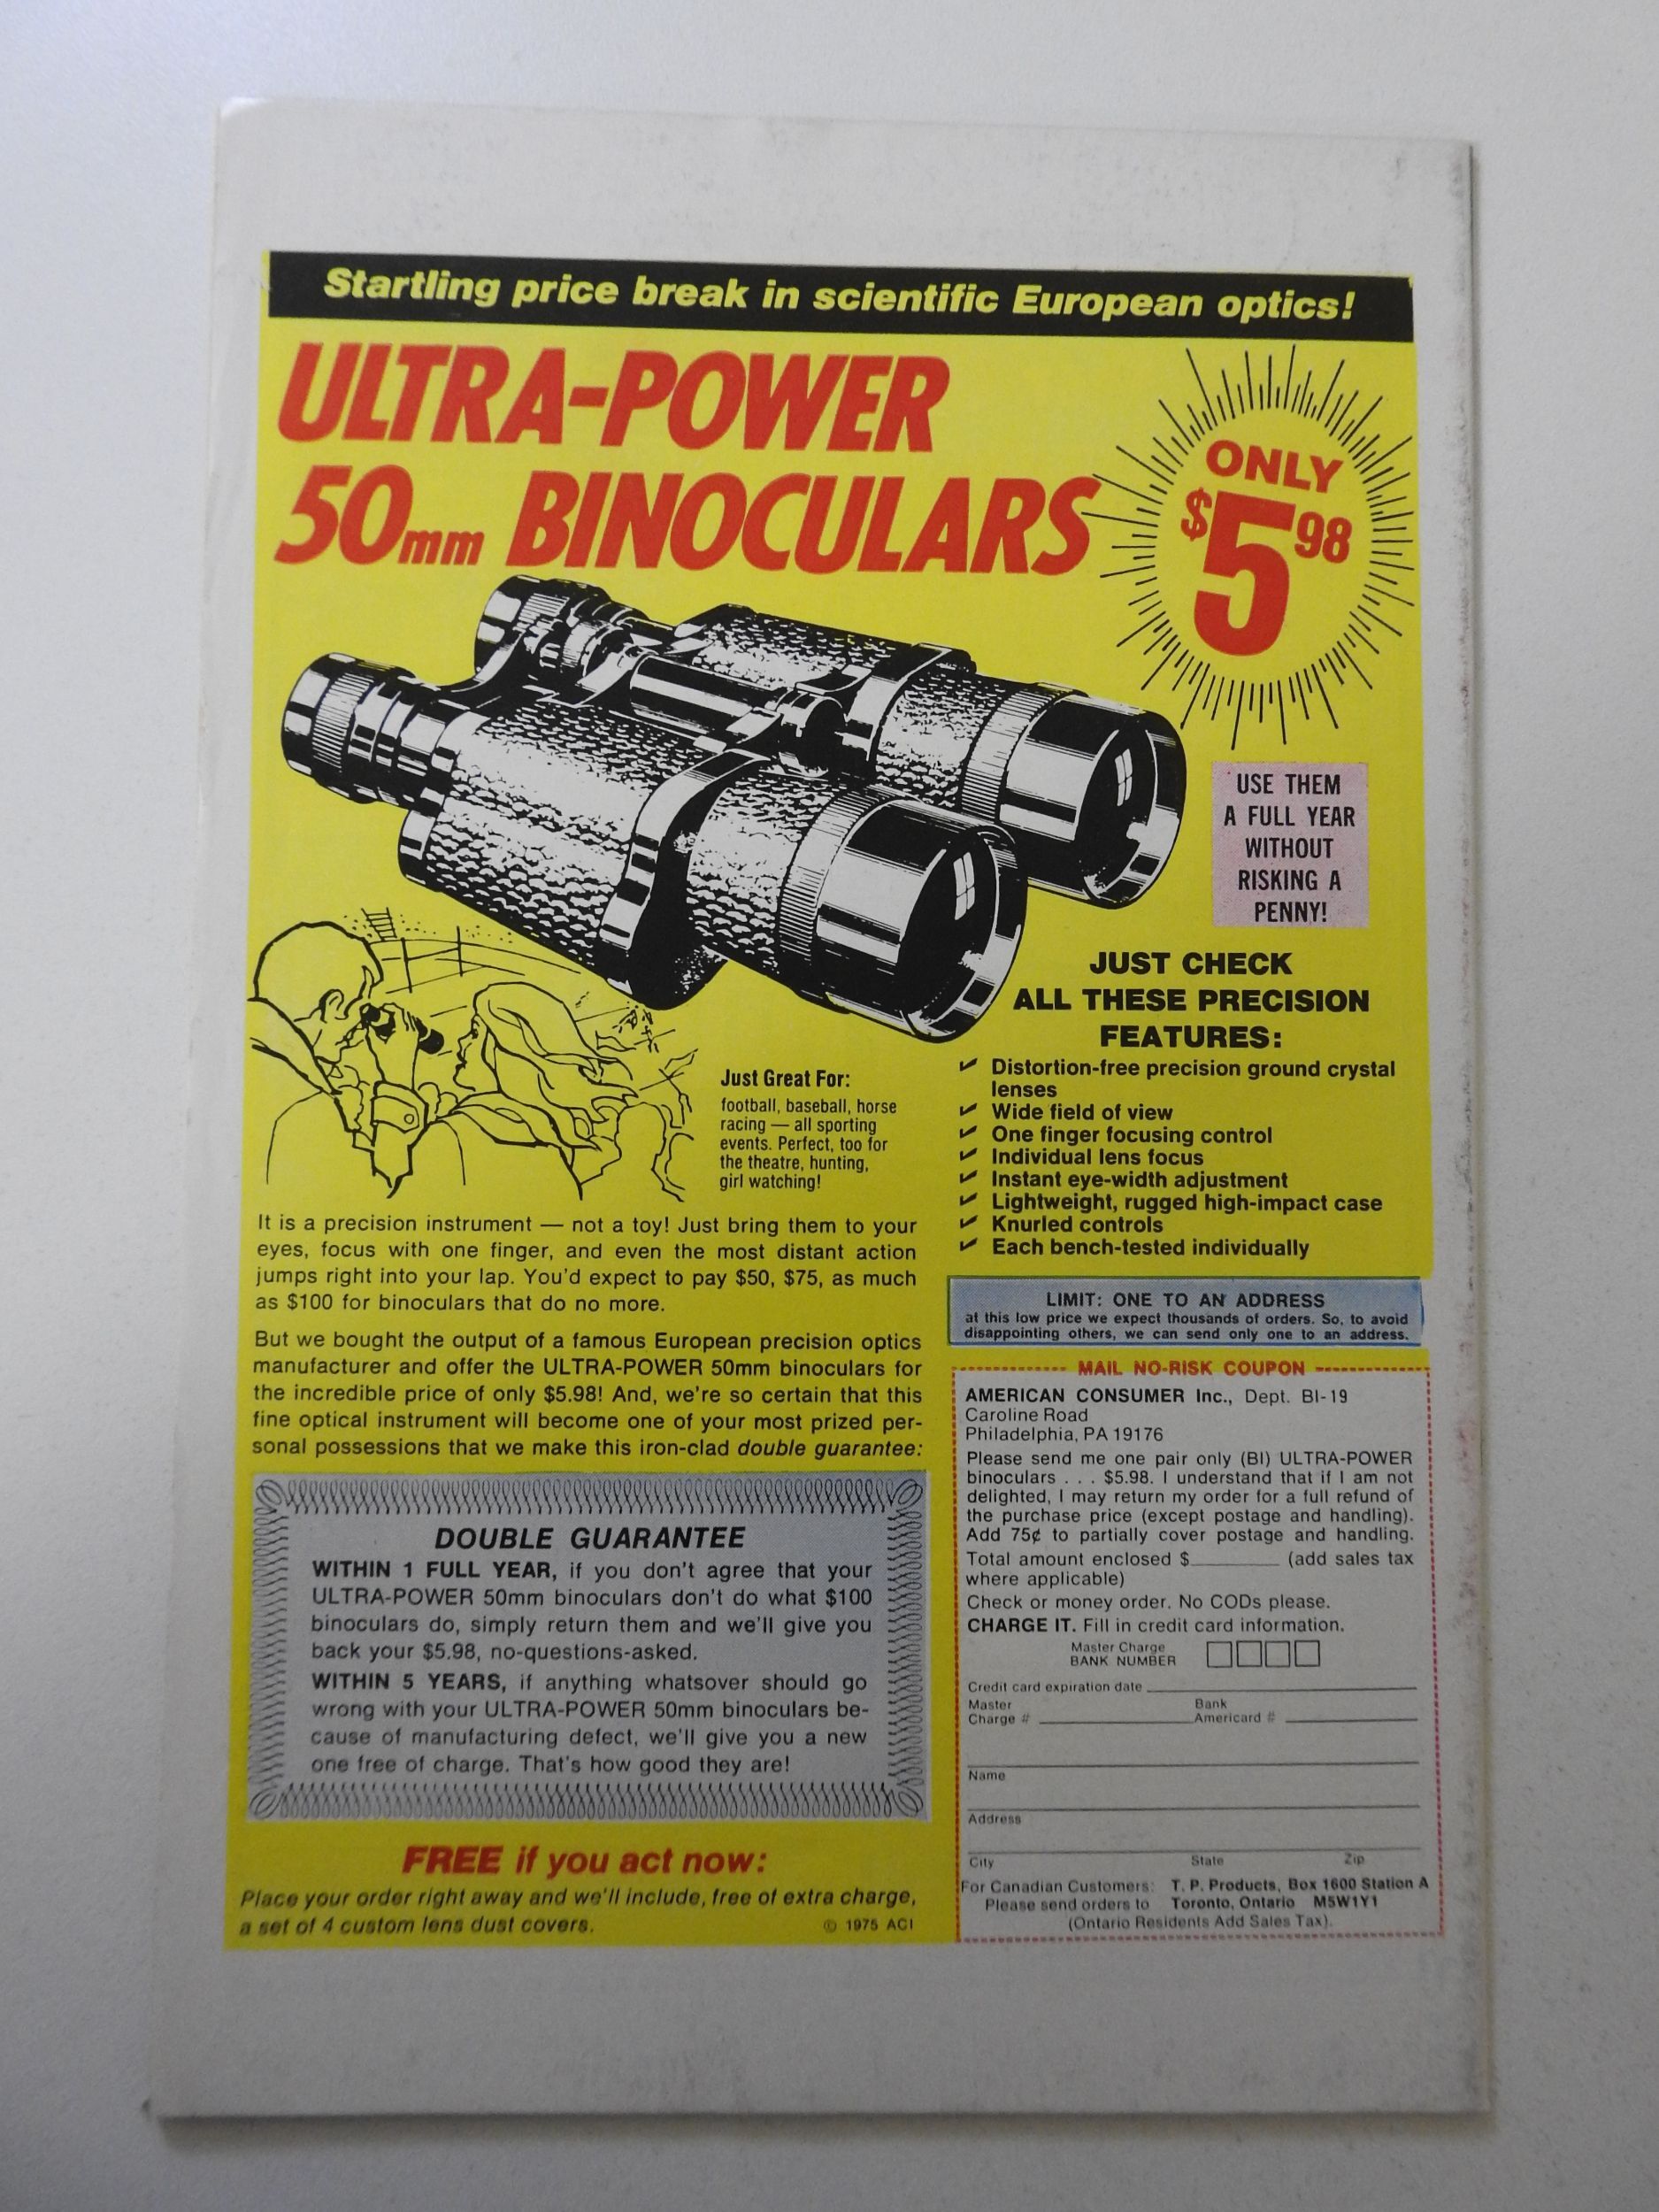 Startling price break in scientific European optics!
ULTRA-POWER
50mm BINOCULARS
ONLY
$5 98
USE THEM
A FULL YEAR
WITHOUT
RISKING A
PENNY!
JUST CHECK
ALL THESE PRECISION
FEATURES:
✔ Distortion-free precision ground crystal
lenses
✔ Wide field of view
✔ One finger focusing control
✔ Individual lens focus
✔ Instant eye-width adjustment
✔ Lightweight, rugged high-impact case
✔ Knurled controls
✔ Each bench-tested individually
Just Great For:
football, baseball, horse
racing — all sporting
events. Perfect, too for
the theatre, hunting,
girl watching!
It is a precision instrument — not a toy! Just bring them to your
eyes, focus with one finger, and even the most distant action
jumps right into your lap. You'd expect to pay $50, $75, as much
as $100 for binoculars that do no more.
But we bought the output of a famous European precision optics
manufacturer and offer the ULTRA-POWER 50mm binoculars for
the incredible price of only $5.98! And, we're so certain that this
fine optical instrument will become one of your most prized per-
sonal possessions that we make this iron-clad double guarantee:
DOUBLE GUARANTEE
WITHIN 1 FULL YEAR, if you don't agree that your
ULTRA-POWER 50mm binoculars don't do what $100
binoculars do, simply return them and we'll give you
back your $5.98, no-questions-asked.
WITHIN 5 YEARS, if anything whatsover should go
wrong with your ULTRA-POWER 50mm binoculars be-
cause of manufacturing defect, we'll give you a new
one free of charge. That's how good they are!
FREE if you act now:
Place your order right away and we'll include, free of extra charge,
a set of 4 custom lens dust covers.
© 1975 ACI
LIMIT: ONE TO AN ADDRESS
at this low price we expect thousands of orders. So, to avoid
disappointing others, we can send only one to an address.
MAIL NO-RISK COUPON
AMERICAN CONSUMER Inc., Dept. BI-19
Caroline Road
Philadelphia, PA 19176
Please send me one pair only (BI) ULTRA-POWER
binoculars . . . $5.98. I understand that if I am not
delighted, I may return my order for a full refund of
the purchase price (except postage and handling).
Add 75¢ to partially cover postage and handling.
Total amount enclosed $________ (add sales tax
where applicable)
Check or money order. No CODs please.
CHARGE IT. Fill in credit card information.
Master Charge
BANK NUMBER
Credit card expiration date
Master Bank
Charge # Americard #
Name
Address
City State Zip
For Canadian Customers: T. P. Products, Box 1600 Station A
Please send orders to Toronto, Ontario M5W1Y1
(Ontario Residents Add Sales Tax).